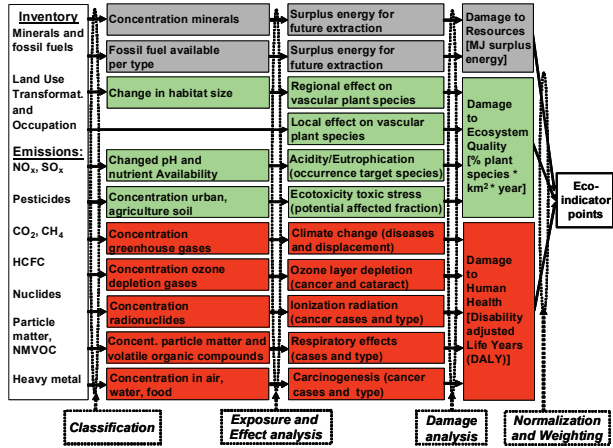 Inventory
Minerals and
fossil fuels
Land Use
Transformat.
and
Occupation
Emissions:
NOx, SOx
Pesticides
CO2, CH4
HCFC
Nuclides
Particle
matter,
NMVOC
Heavy metal
Concentration minerals
Fossil fuel available
per type
Change in habitat size
Changed pH and
nutrient Availability
Concentration urban,
agriculture soil
Concentration
greenhouse gases
Concentration ozone
depletion gases
Concentration
radionuclides
Concent. particle matter and
volatile organic compounds
Concentration in air,
water, food
Surplus energy for
future extraction
Surplus energy for
future extraction
Regional effect on
vascular plant species
Local effect on vascular
plant species
Acidity/Eutrophication
(occurrence target species)
Ecotoxicity toxic stress
(potential affected fraction)
Climate change (diseases
and displacement)
Ozone layer depletion
(cancer and cataract)
Ionization radiation
(cancer cases and type)
Respiratory effects
(cases and type)
Carcinogenesis (cancer
cases and type)
Damage to
Resources
[MJ surplus
energy]
Damage
to
Ecosystem
Quality
[% plant
species *
km² * year]
Damage
to
Human
Health
[Disability
adjusted
Life Years
(DALY)]
Eco-
indicator
points
Classification
Exposure and
Effect analysis
Damage
analysis
Normalization
and Weighting